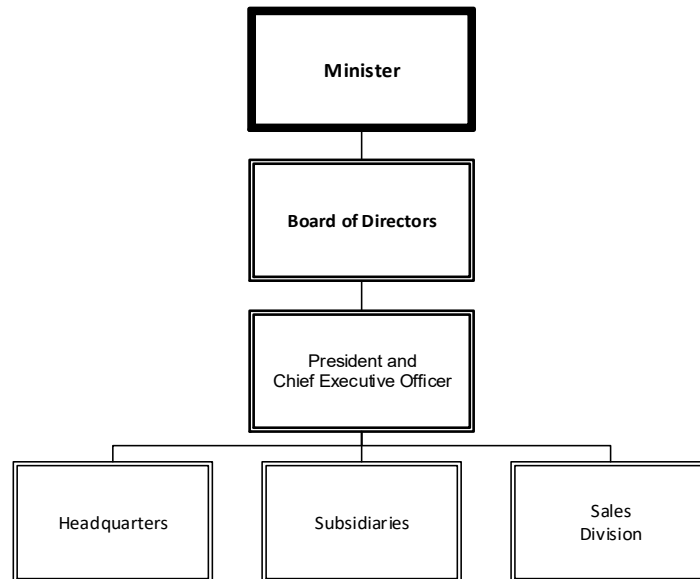 Minister
Board of Directors
President and
Chief Executive Officer
Headquarters
Subsidiaries
Sales
Division